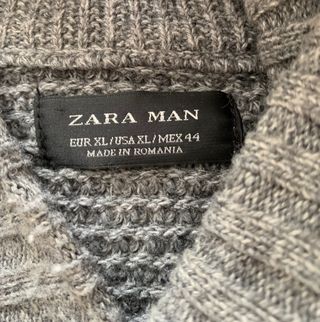 ZARA MAN
EUR XL / USA XL / MEX 44
MADE IN ROMANIA